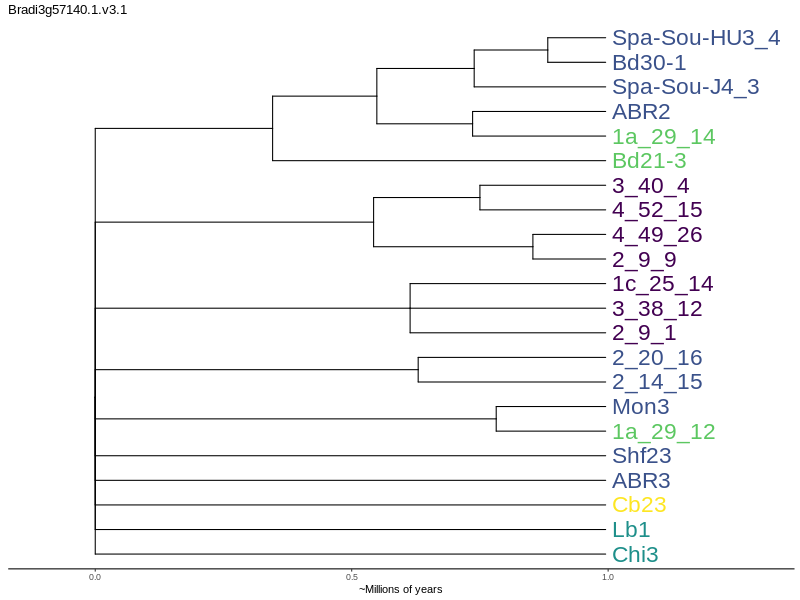 Bradi3g57140.1.v3.1
Spa-Sou-HU3_4
Bd30-1
Spa-Sou-J4_3
ABR2
1a_29_14
Bd21-3
3_40_4
4_52_15
4_49_26
2_9_9
1c_25_14
3_38_12
2_9_1
2_20_16
2_14_15
Mon3
1a_29_12
Shf23
ABR3
Cb23
Lb1
Chi3
0.0 0.5 1.0
~Millions of years